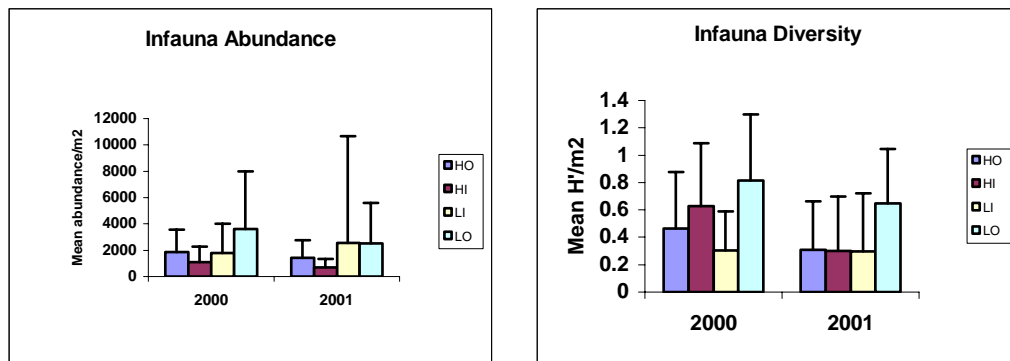 Infauna Abundance
Mean abundance/m2
12000
10000
8000
6000
4000
2000
0
2000
2001
HO
HI
LI
LO
Infauna Diversity
Mean H'/m2
1.4
1.2
1
0.8
0.6
0.4
0.2
0
2000
2001
HO
HI
LI
LO